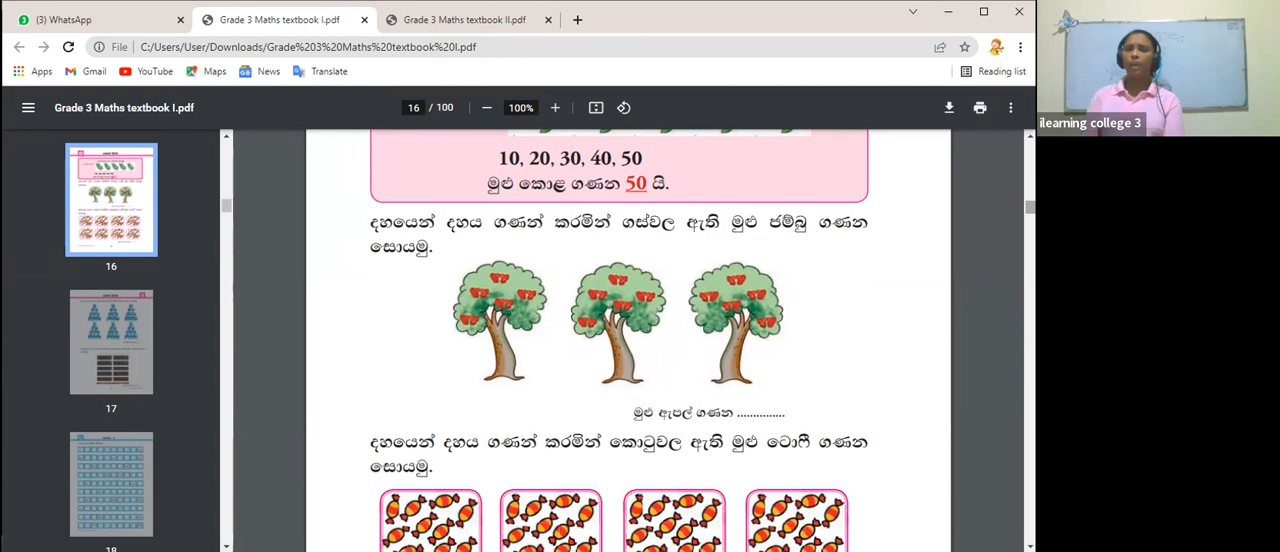 (3) WhatsApp
Grade 3 Maths textbook I.pdf
Grade 3 Maths textbook II.pdf
File
C:/Users/User/Downloads/Grade%203%20Maths%20textbook%20I.pdf
Apps
Gmail
YouTube
Maps
News
Translate
Reading list
Grade 3 Maths textbook I.pdf
16 / 100
100%
ilearning college 3
10, 20, 30, 40, 50
මුළු කොළ ගණන 50 යි.
දහයෙන් දහය ගණන් කරමින් ගස්වල ඇති මුළු ජම්බු ගණන
සොයමු.
මුළු ඇපල් ගණන ..............
දහයෙන් දහය ගණන් කරමින් කොටුවල ඇති මුළු ටොෆී ගණන
සොයමු.
16
17
18